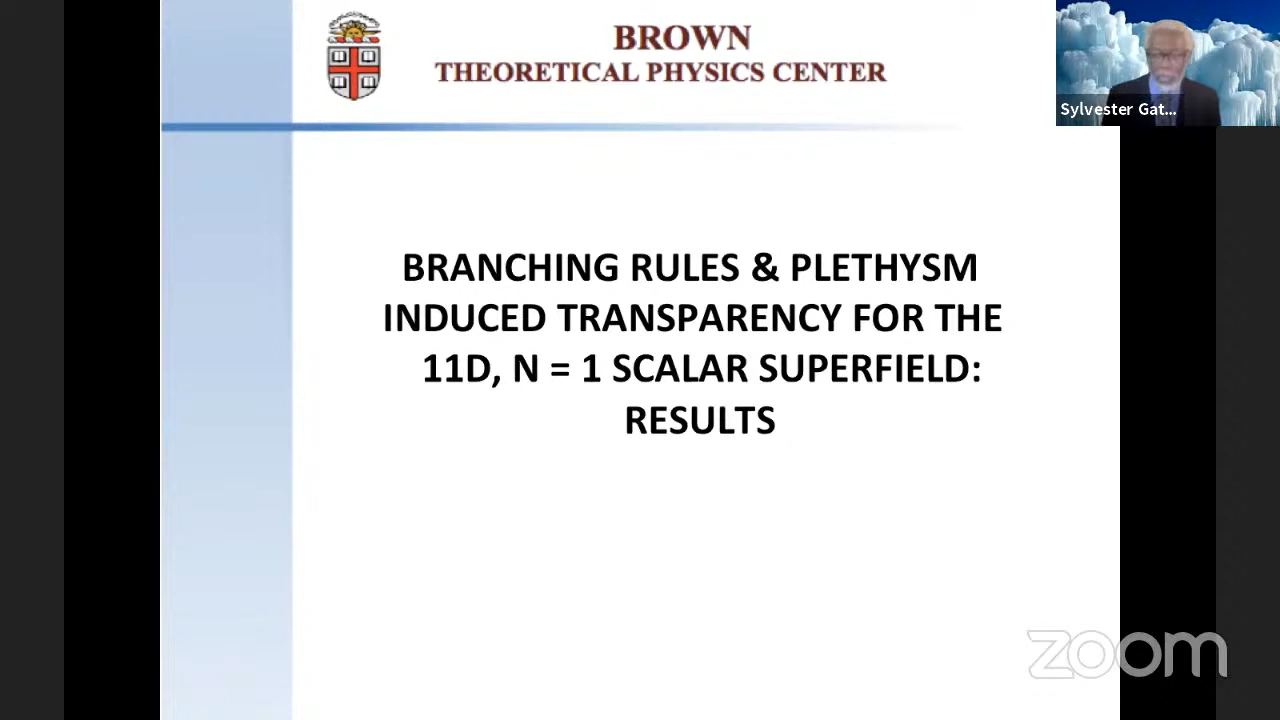 BROWN
THEORETICAL PHYSICS CENTER
Sylvester Gat...
BRANCHING RULES & PLETHYSM
INDUCED TRANSPARENCY FOR THE
11D, N = 1 SCALAR SUPERFIELD:
RESULTS
zoom